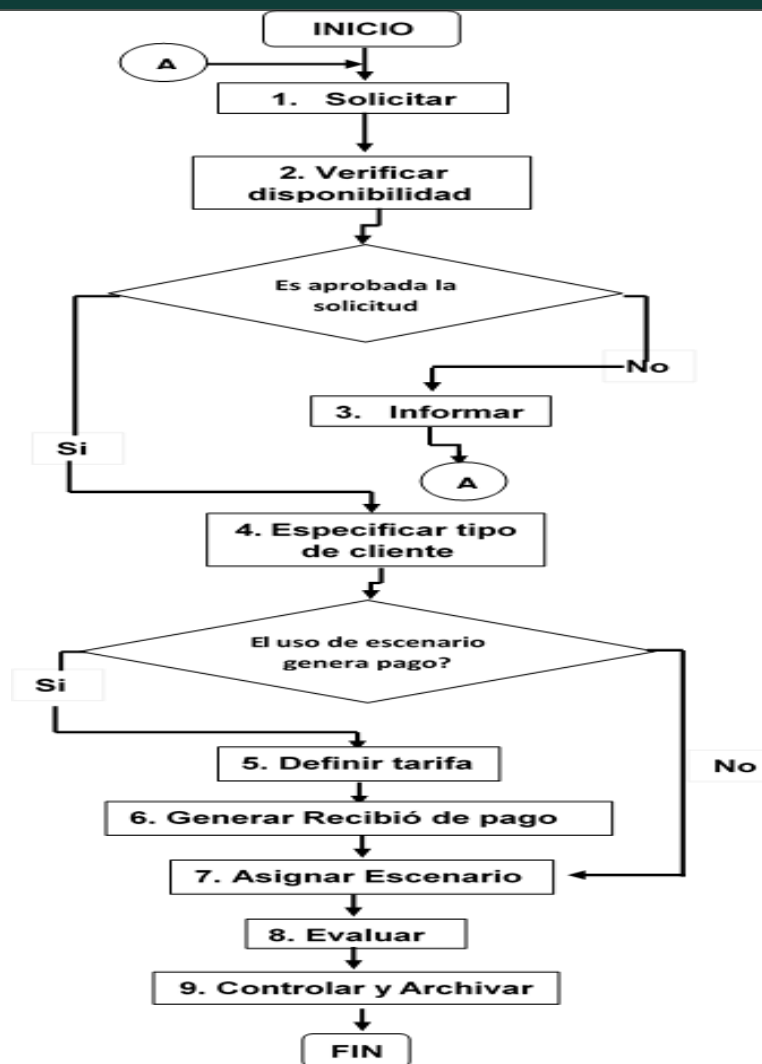 INICIO
A
1. Solicitar
2. Verificar
disponibilidad
Es aprobada la
solicitud
No
3. Informar
Si
A
4. Especificar tipo
de cliente
El uso de escenario
genera pago?
Si
5. Definir tarifa
No
6. Generar Recibió de pago
7. Asignar Escenario
8. Evaluar
9. Controlar y Archivar
FIN